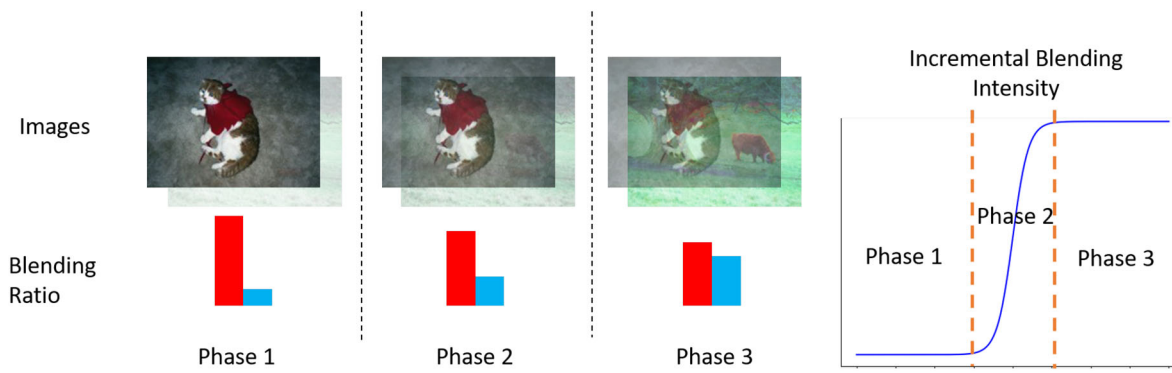 Images
Blending
Ratio
Phase 1
Phase 2
Phase 3
Incremental Blending
Intensity
Phase 1
Phase 2
Phase 3